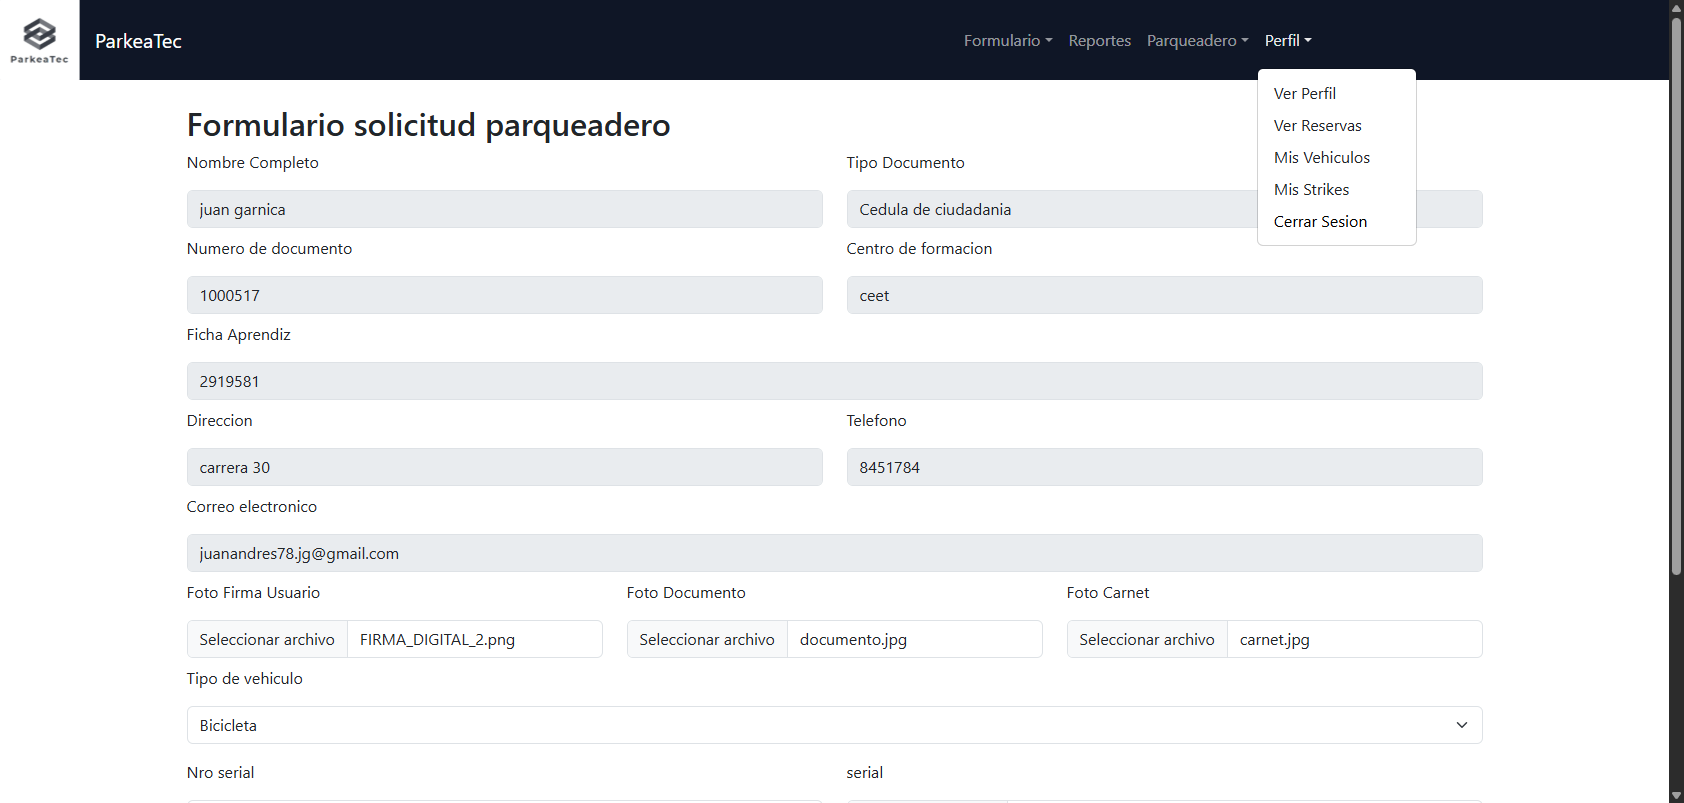 ParkeaTec
ParkeaTec
Formulario Reportes Parqueadero Perfil
Ver Perfil
Ver Reservas
Mis Vehiculos
Mis Strikes
Cerrar Sesion
Formulario solicitud parqueadero
Nombre Completo Tipo Documento
juan garnica Cedula de ciudadania
Numero de documento Centro de formacion
1000517 ceet
Ficha Aprendiz
2919581
Direccion Telefono
carrera 30 8451784
Correo electronico
juanandres78.jg@gmail.com
Foto Firma Usuario Foto Documento Foto Carnet
Seleccionar archivo FIRMA_DIGITAL_2.png Seleccionar archivo documento.jpg Seleccionar archivo carnet.jpg
Tipo de vehiculo
Bicicleta
Nro serial serial